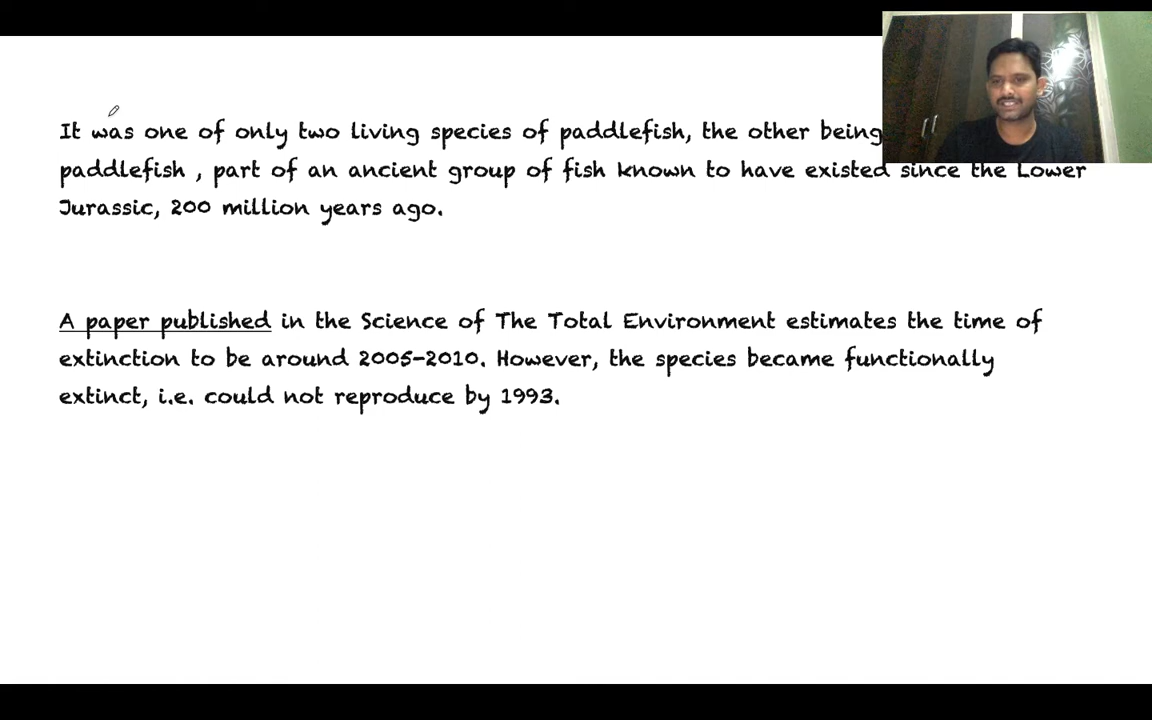 It was one of only two living species of paddlefish, the other being
paddlefish , part of an ancient group of fish known to have existed since the Lower
Jurassic, 200 million years ago.
A paper published in the Science of The Total Environment estimates the time of
extinction to be around 2005-2010. However, the species became functionally
extinct, i.e. could not reproduce by 1993.